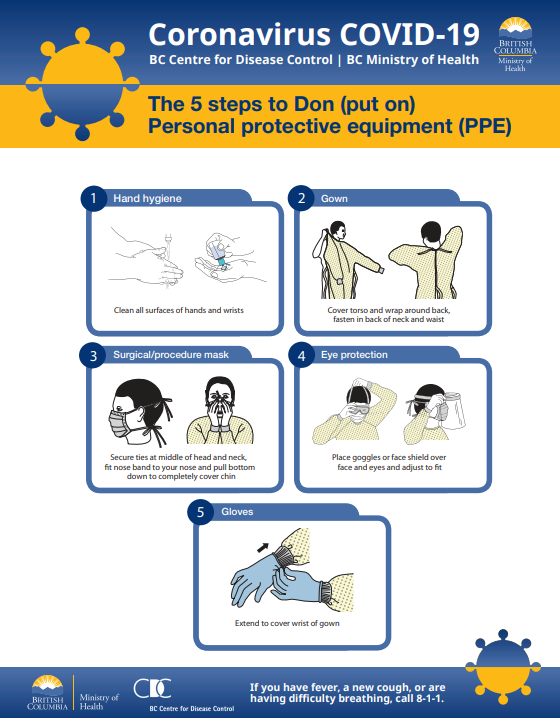 Coronavirus COVID-19
BC Centre for Disease Control | BC Ministry of Health
BRITISH
COLUMBIA
Ministry of
Health
The 5 steps to Don (put on)
Personal protective equipment (PPE)
1 Hand hygiene
Clean all surfaces of hands and wrists
2 Gown
Cover torso and wrap around back,
fasten in back of neck and waist
3 Surgical/procedure mask
Secure ties at middle of head and neck,
fit nose band to your nose and pull bottom
down to completely cover chin
4 Eye protection
Place goggles or face shield over
face and eyes and adjust to fit
5 Gloves
Extend to cover wrist of gown
BRITISH
COLUMBIA
Ministry of
Health
BC Centre for Disease Control
If you have fever, a new cough, or are
having difficulty breathing, call 8-1-1.